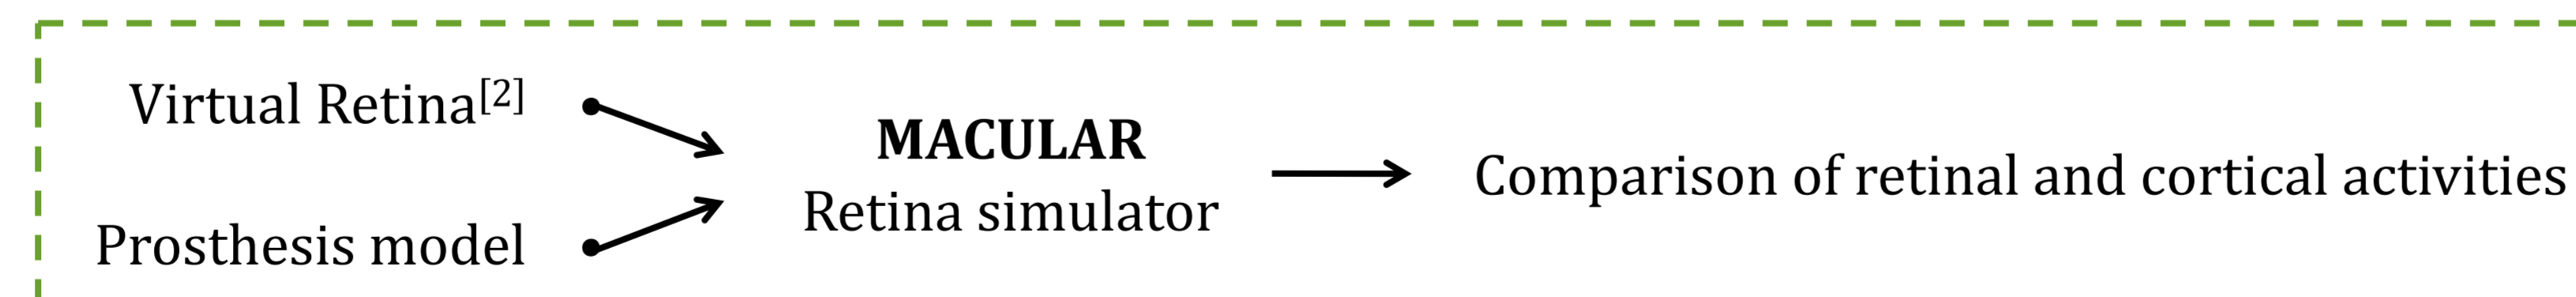 Virtual Retina[2]
Prosthesis model
MACULAR
Retina simulator
Comparison of retinal and cortical activities